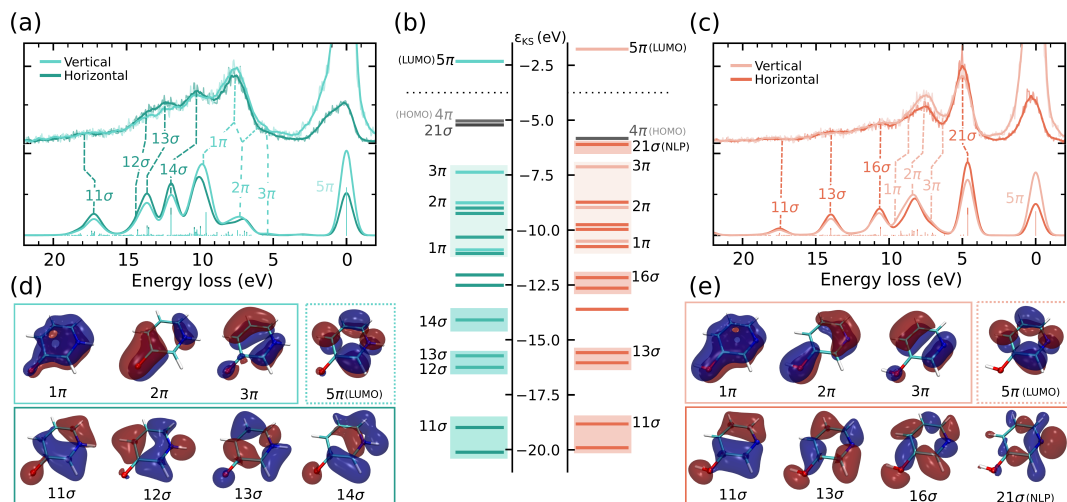 (a)
Vertical
Horizontal
11σ
12σ
13σ
14σ
1π
2π
3π
5π
20
15
10
5
0
Energy loss (eV)
(b)
ε_KS (eV)
−2.5
−5.0
−7.5
−10.0
−12.5
−15.0
−17.5
−20.0
(LUMO) 5π
(HOMO) 4π
21σ
3π
2π
1π
14σ
13σ
12σ
11σ
5π (LUMO)
4π (HOMO)
21σ (NLP)
3π
2π
1π
16σ
13σ
11σ
(c)
Vertical
Horizontal
11σ
13σ
16σ
1π
2π
3π
21σ
5π
20
15
10
5
0
Energy loss (eV)
(d)
1π
2π
3π
5π (LUMO)
11σ
12σ
13σ
14σ
(e)
1π
2π
3π
5π (LUMO)
11σ
13σ
16σ
21σ (NLP)